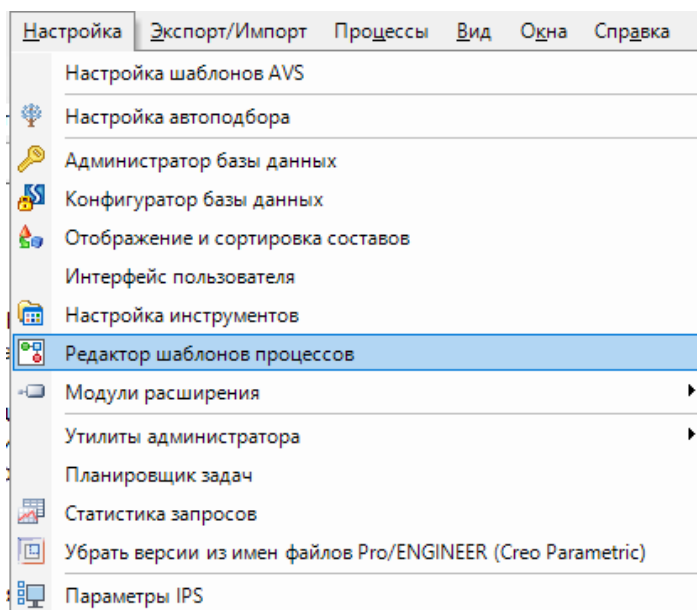 Настройка Экспорт/Импорт Процессы Вид Окна Справка
Настройка шаблонов AVS
Настройка автоподбора
Администратор базы данных
Конфигуратор базы данных
Отображение и сортировка составов
Интерфейс пользователя
Настройка инструментов
Редактор шаблонов процессов
Модули расширения
Утилиты администратора
Планировщик задач
Статистика запросов
Убрать версии из имен файлов Pro/ENGINEER (Creo Parametric)
Параметры IPS